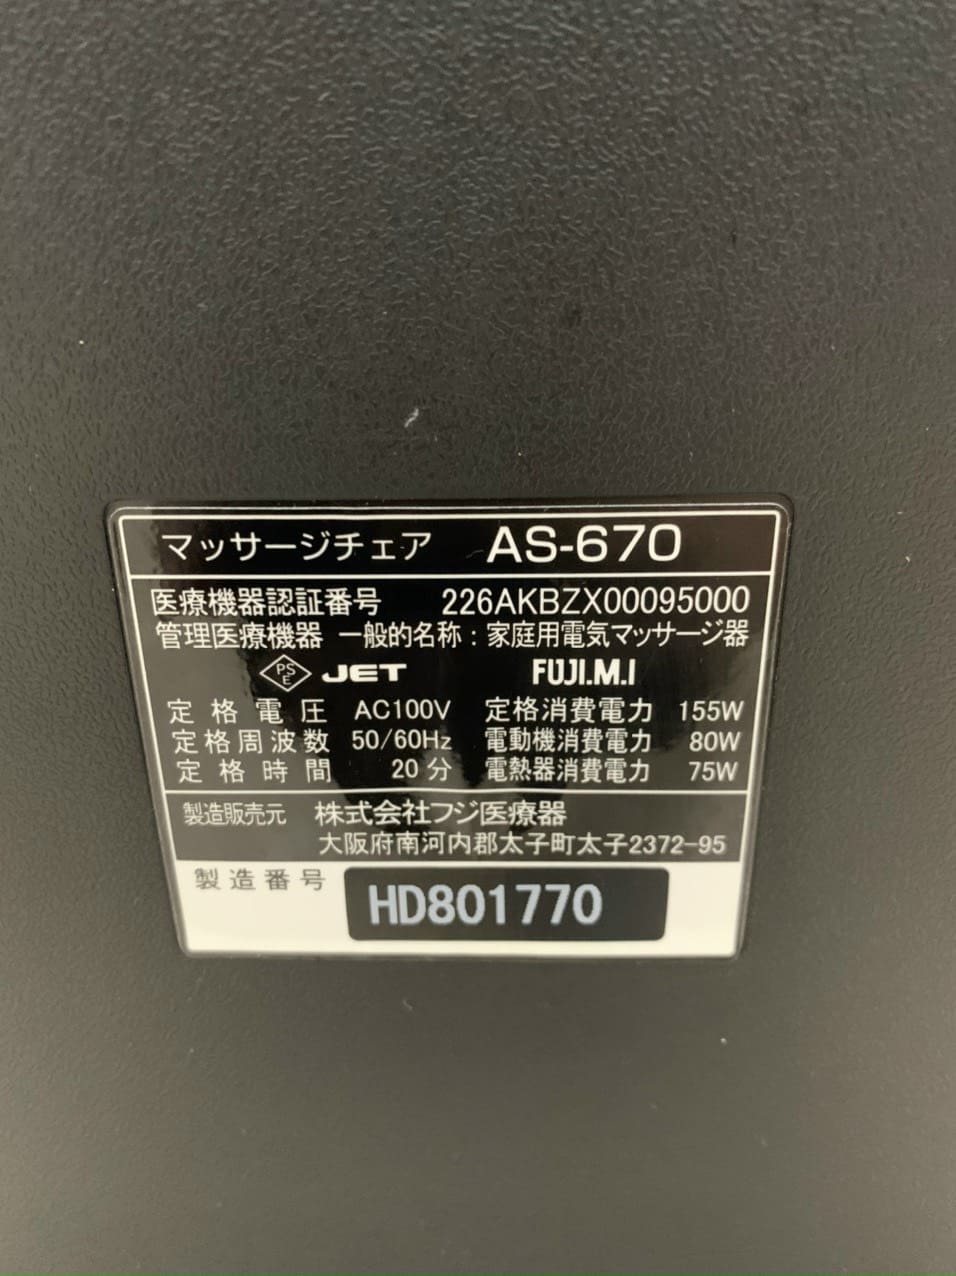 マッサージチェア AS-670
医療機器認証番号 226AKBZX00095000
管理医療機器 一般的名称：家庭用電気マッサージ器
PSE JET FUJI.M.I
定格電圧 AC100V 定格消費電力 155W
定格周波数 50/60Hz 電動機消費電力 80W
定格時間 20分 電熱器消費電力 75W
製造販売元 株式会社フジ医療器
大阪府南河内郡太子町太子2372-95
製造番号 HD801770